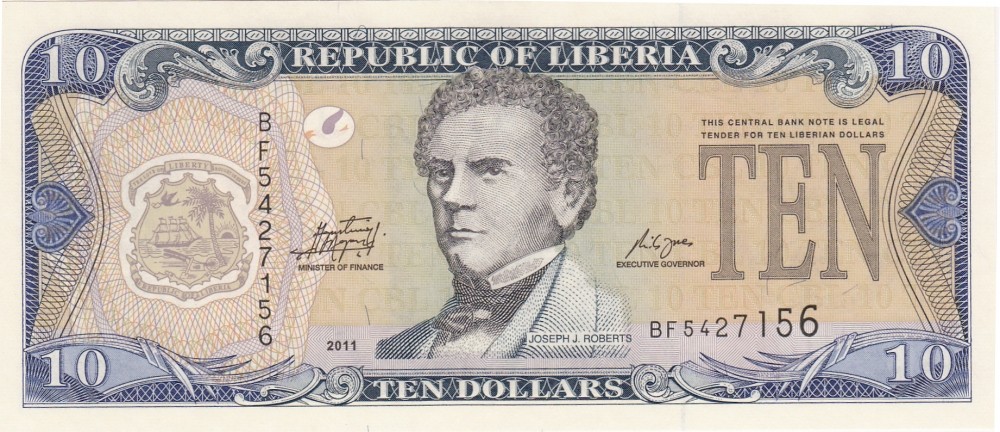 10 REPUBLIC OF LIBERIA 10
BF5427156
THIS CENTRAL BANK NOTE IS LEGAL
TENDER FOR TEN LIBERIAN DOLLARS
TEN
MINISTER OF FINANCE
EXECUTIVE GOVERNOR
BF5427156
JOSEPH J. ROBERTS
2011
10 TEN DOLLARS 10